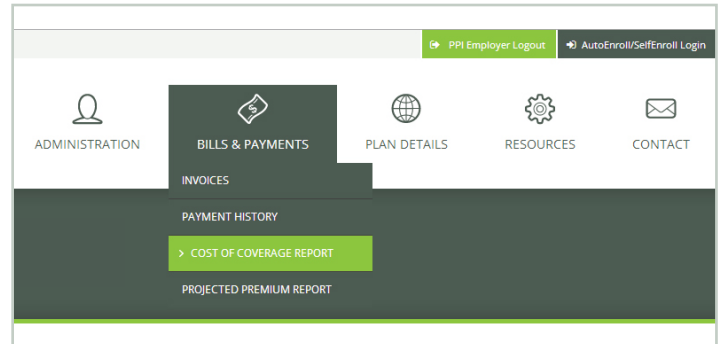 PPI Employer Logout AutoEnroll/SelfEnroll Login
ADMINISTRATION BILLS & PAYMENTS PLAN DETAILS RESOURCES CONTACT
INVOICES
PAYMENT HISTORY
> COST OF COVERAGE REPORT
PROJECTED PREMIUM REPORT